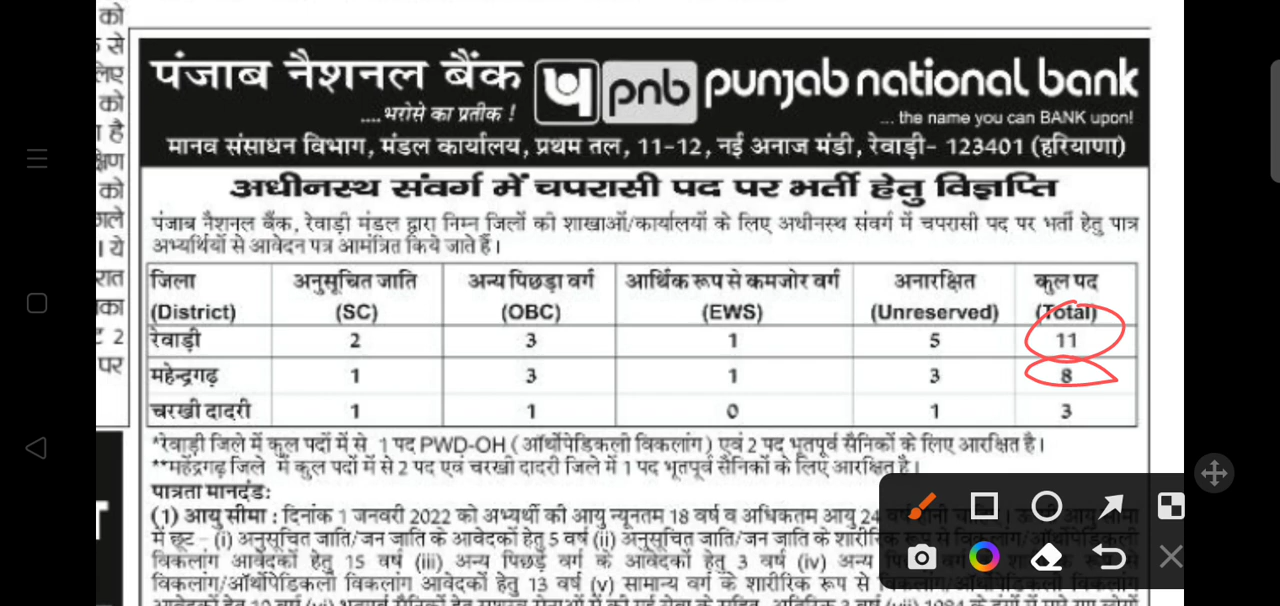 को
से
को
है
को
पंजाब नैशनल बैंक
pnb
punjab national bank
....भरोसे का प्रतीक !
... the name you can BANK upon!
मानव संसाधन विभाग, मंडल कार्यालय, प्रथम तल, 11-12, नई अनाज मंडी, रेवाड़ी- 123401 (हरियाणा)
अधीनस्थ संवर्ग में चपरासी पद पर भर्ती हेतु विज्ञप्ति
पंजाब नैशनल बैंक, रेवाड़ी मंडल द्वारा निम्न जिलों की शाखाओं/कार्यालयों के लिए अधीनस्थ संवर्ग में चपरासी पद पर भर्ती हेतु पात्र
अभ्यर्थियों से आवेदन पत्र आमंत्रित किये जाते हैं।
जिला अनुसूचित जाति अन्य पिछड़ा वर्ग आर्थिक रूप से कमजोर वर्ग अनारक्षित कुल पद
(District) (SC) (OBC) (EWS) (Unreserved) (Total)
रेवाड़ी 2 3 1 5 11
महेन्द्रगढ़ 1 3 1 3 8
चरखी दादरी 1 1 0 1 3
*रेवाड़ी जिले में कुल पदों में से 1 पद PWD-OH (ऑर्थोपेडिकली विकलांग) एवं 2 पद भूतपूर्व सैनिकों के लिए आरक्षित है।
**महेंद्रगढ़ जिले में कुल पदों में से 2 पद एवं चरखी दादरी जिले में 1 पद भूतपूर्व सैनिकों के लिए आरक्षित है।
पात्रता मानदंड:
(1) आयु सीमा : दिनांक 1 जनवरी 2022 को अभ्यर्थी की आयु न्यूनतम 18 वर्ष व अधिकतम आयु 24
में छूट - (i) अनुसूचित जाति/जन जाति के आवेदकों हेतु 5 वर्ष (ii) अनुसूचित जाति/जन जाति के शारीरिक रूप से
विकलांग/ऑर्थोपेडिकली विकलांग आवेदकों हेतु 15 वर्ष (iii) अन्य पिछड़े वर्ग के आवेदकों हेतु 3 वर्ष (iv) अन्य
विकलांग/ऑर्थोपेडिकली विकलांग आवेदकों हेतु 13 वर्ष (v) सामान्य वर्ग के शारीरिक रूप से